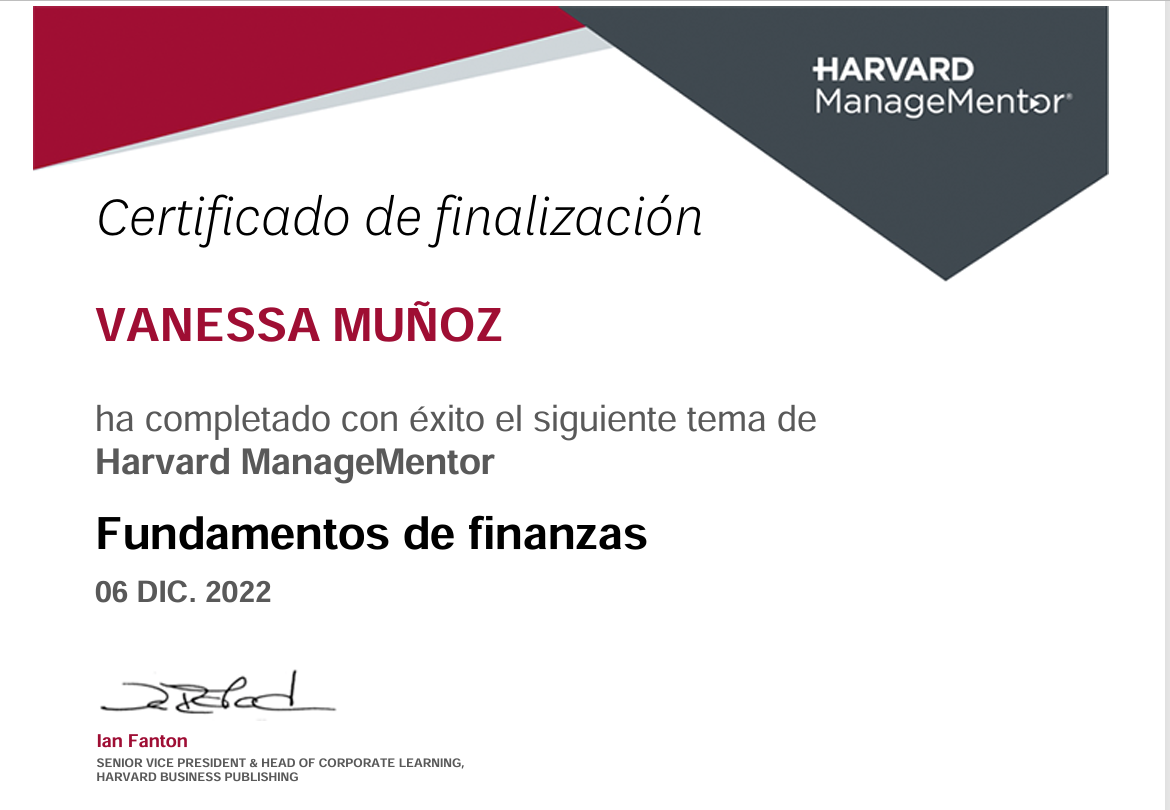 HARVARD
ManageMentor®
Certificado de finalización
VANESSA MUÑOZ
ha completado con éxito el siguiente tema de
Harvard ManageMentor
Fundamentos de finanzas
06 DIC. 2022
Ian Fanton
SENIOR VICE PRESIDENT & HEAD OF CORPORATE LEARNING,
HARVARD BUSINESS PUBLISHING